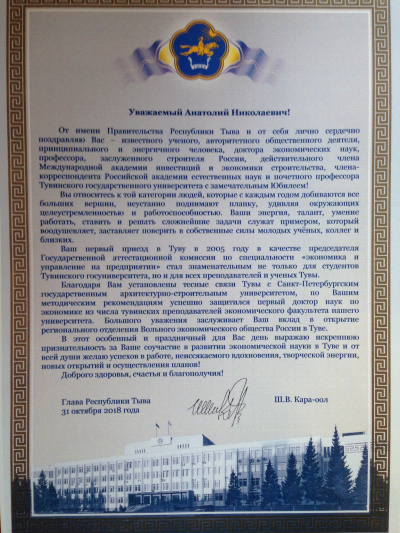 Уважаемый Анатолий Николаевич!
От имени Правительства Республики Тыва и от себя лично сердечно
поздравляю Вас – известного ученого, авторитетного общественного деятеля,
принципиального и энергичного человека, доктора экономических наук,
профессора, заслуженного строителя России, действительного члена
Международной академии инвестиций и экономики строительства, члена-
корреспондента Российской академии естественных наук и почетного профессора
Тувинского государственного университета с замечательным Юбилеем!
Вы относитесь к той категории людей, которые с каждым годом добиваются все
больших вершин, неустанно поднимают планку, удивляя окружающих
целеустремленностью и работоспособностью. Ваши энергия, талант, умение
работать, ставить и решать сложнейшие задачи служат примером, который
воодушевляет, заставляет поверить в собственные силы молодых учёных, коллег и
близких.
Ваш первый приезд в Туву в 2005 году в качестве председателя
Государственной аттестационной комиссии по специальности «экономика и
управление на предприятии» стал знаменательным не только для студентов
Тувинского госуниверситета, но и для всех преподавателей и ученых Тувы.
Благодаря Вам установлены тесные связи Тувы с Санкт-Петербургским
государственным архитектурно-строительным университетом, по Вашим
методическим рекомендациям успешно защитился первый доктор наук по
экономике из числа тувинских преподавателей экономического факультета нашего
университета. Большого уважения заслуживает Ваш вклад в открытие
регионального отделения Вольного экономического общества России в Туве.
В этот особенный и праздничный для Вас день выражаю искреннюю
признательность за Ваше соучастие в развитии экономической науки в Туве и от
всей души желаю успехов в работе, неиссякаемого вдохновения, творческой энергии,
новых открытий и осуществления планов!
Доброго здоровья, счастья и благополучия!
Глава Республики Тыва Ш.В. Кара-оол
31 октября 2018 года